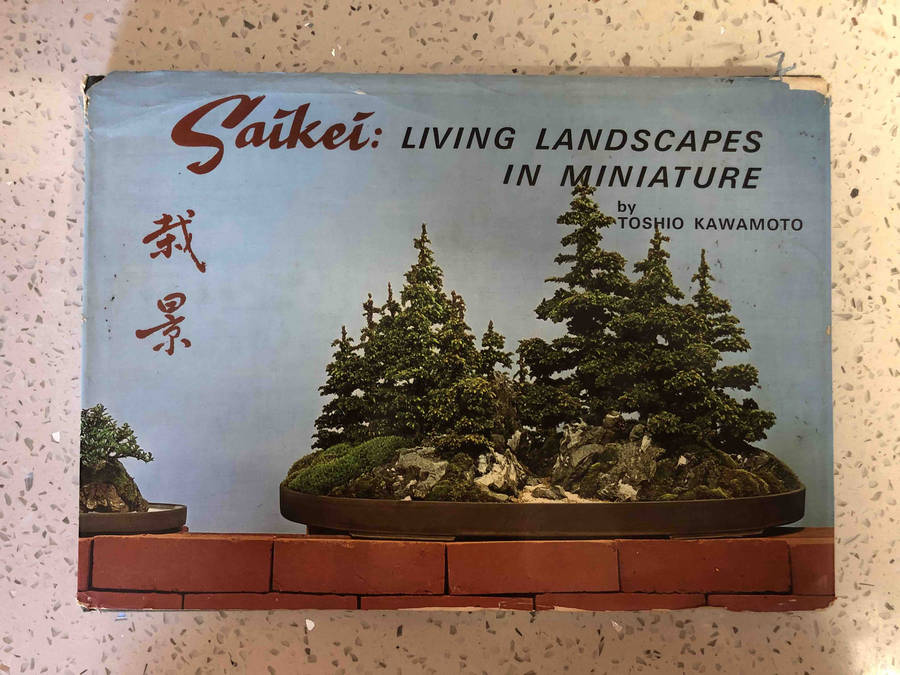 Saikei: LIVING LANDSCAPES
IN MINIATURE
by
TOSHIO KAWAMOTO
栽
景